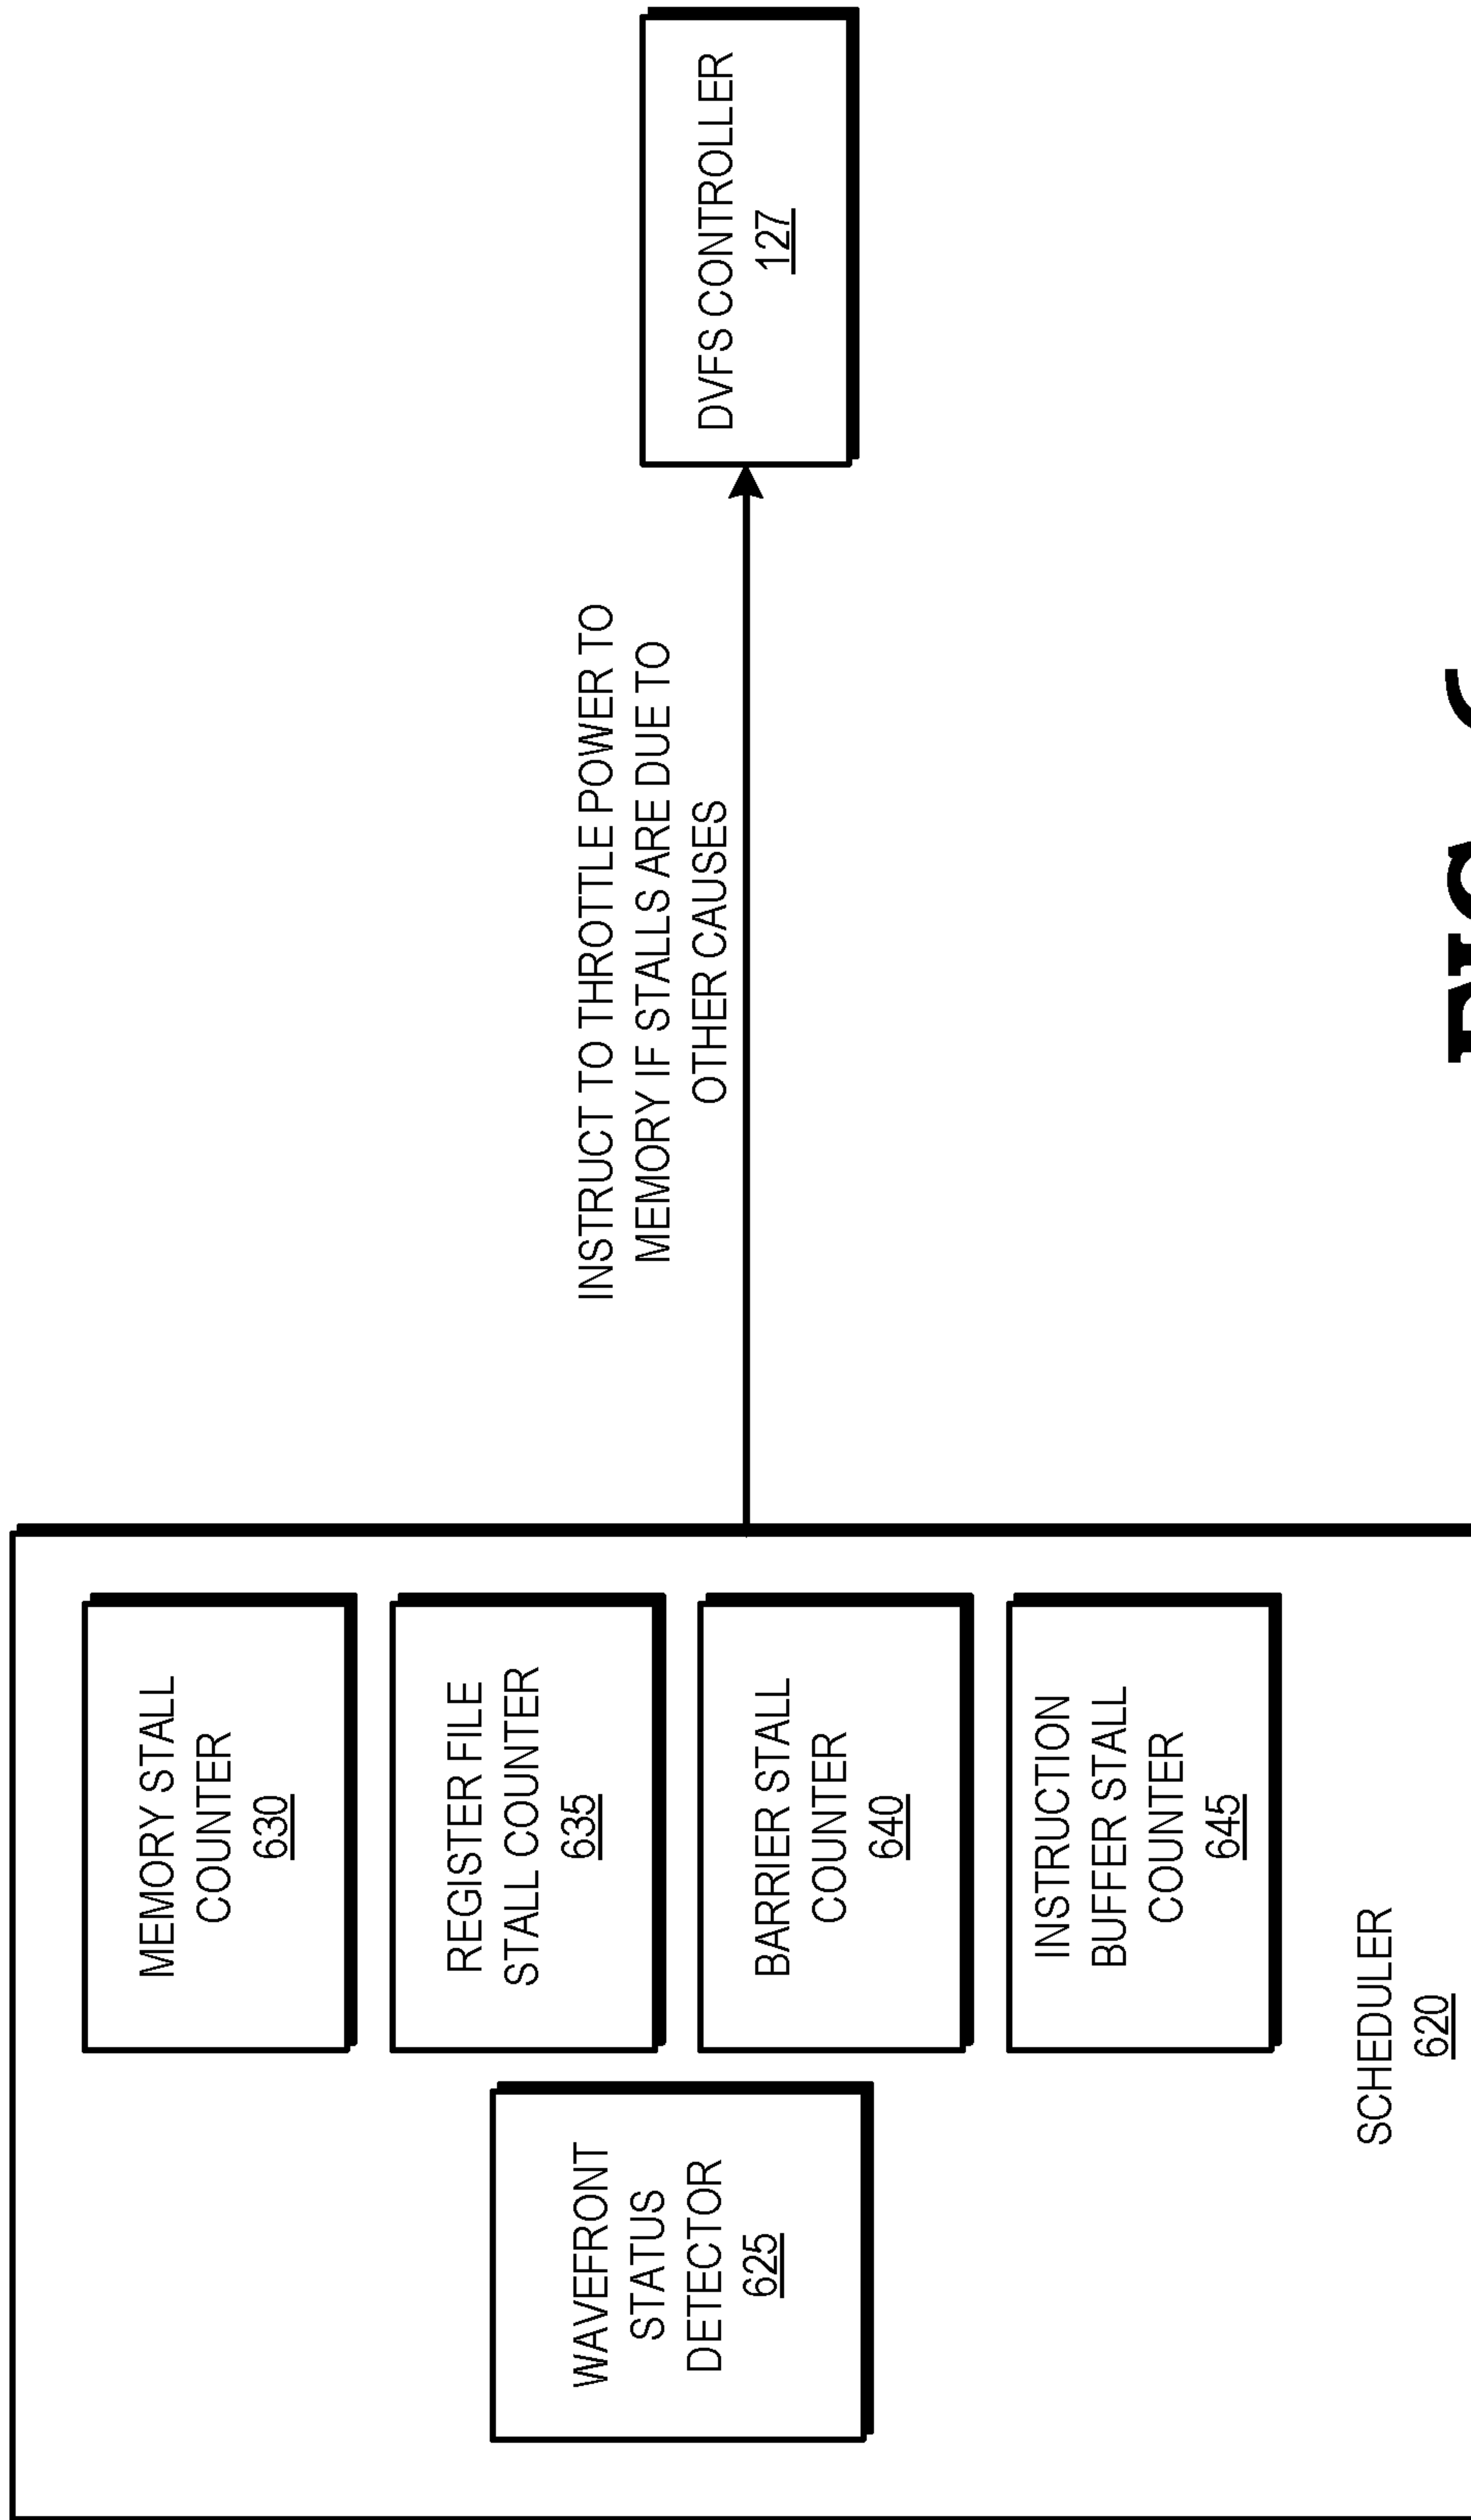 MEMORY STALL
COUNTER
630
REGISTER FILE
STALL COUNTER
635
WAVEFRONT
STATUS
DETECTOR
625
BARRIER STALL
COUNTER
640
INSTRUCTION
BUFFER STALL
COUNTER
645
SCHEDULER
620
INSTRUCT TO THROTTLE POWER TO
MEMORY IF STALLS ARE DUE TO
OTHER CAUSES
DVFS CONTROLLER
127